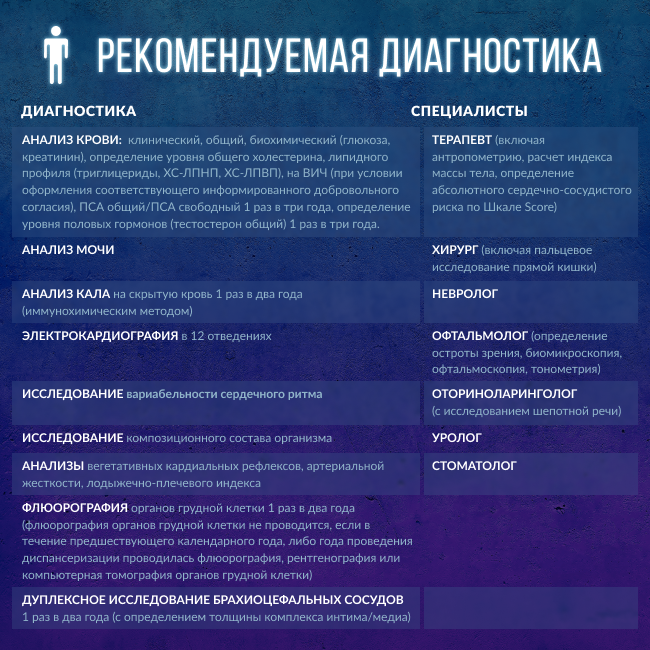 РЕКОМЕНДУЕМАЯ ДИАГНОСТИКА
ДИАГНОСТИКА
СПЕЦИАЛИСТЫ
АНАЛИЗ КРОВИ: клинический, общий, биохимический (глюкоза,
креатинин), определение уровня общего холестерина, липидного
профиля (триглицериды, ХС-ЛПНП, ХС-ЛПВП), на ВИЧ (при условии
оформления соответствующего информированного добровольного
согласия), ПСА общий/ПСА свободный 1 раз в три года, определение
уровня половых гормонов (тестостерон общий) 1 раз в три года.
ТЕРАПЕВТ (включая
антропометрию, расчет индекса
массы тела, определение
абсолютного сердечно-сосудистого
риска по Шкале Score)
АНАЛИЗ МОЧИ
ХИРУРГ (включая пальцевое
исследование прямой кишки)
АНАЛИЗ КАЛА на скрытую кровь 1 раз в два года
(иммунохимическим методом)
НЕВРОЛОГ
ЭЛЕКТРОКАРДИОГРАФИЯ в 12 отведениях
ОФТАЛЬМОЛОГ (определение
остроты зрения, биомикроскопия,
офтальмоскопия, тонометрия)
ИССЛЕДОВАНИЕ вариабельности сердечного ритма
ОТОРИНОЛАРИНГОЛОГ
(с исследованием шепотной речи)
ИССЛЕДОВАНИЕ композиционного состава организма
УРОЛОГ
АНАЛИЗЫ вегетативных кардиальных рефлексов, артериальной
жесткости, лодыжечно-плечевого индекса
СТОМАТОЛОГ
ФЛЮОРОГРАФИЯ органов грудной клетки 1 раз в два года
(флюорография органов грудной клетки не проводится, если в
течение предшествующего календарного года, либо года проведения
диспансеризации проводилась флюорография, рентгенография или
компьютерная томография органов грудной клетки)
ДУПЛЕКСНОЕ ИССЛЕДОВАНИЕ БРАХИОЦЕФАЛЬНЫХ СОСУДОВ
1 раз в два года (с определением толщины комплекса интима/медиа)